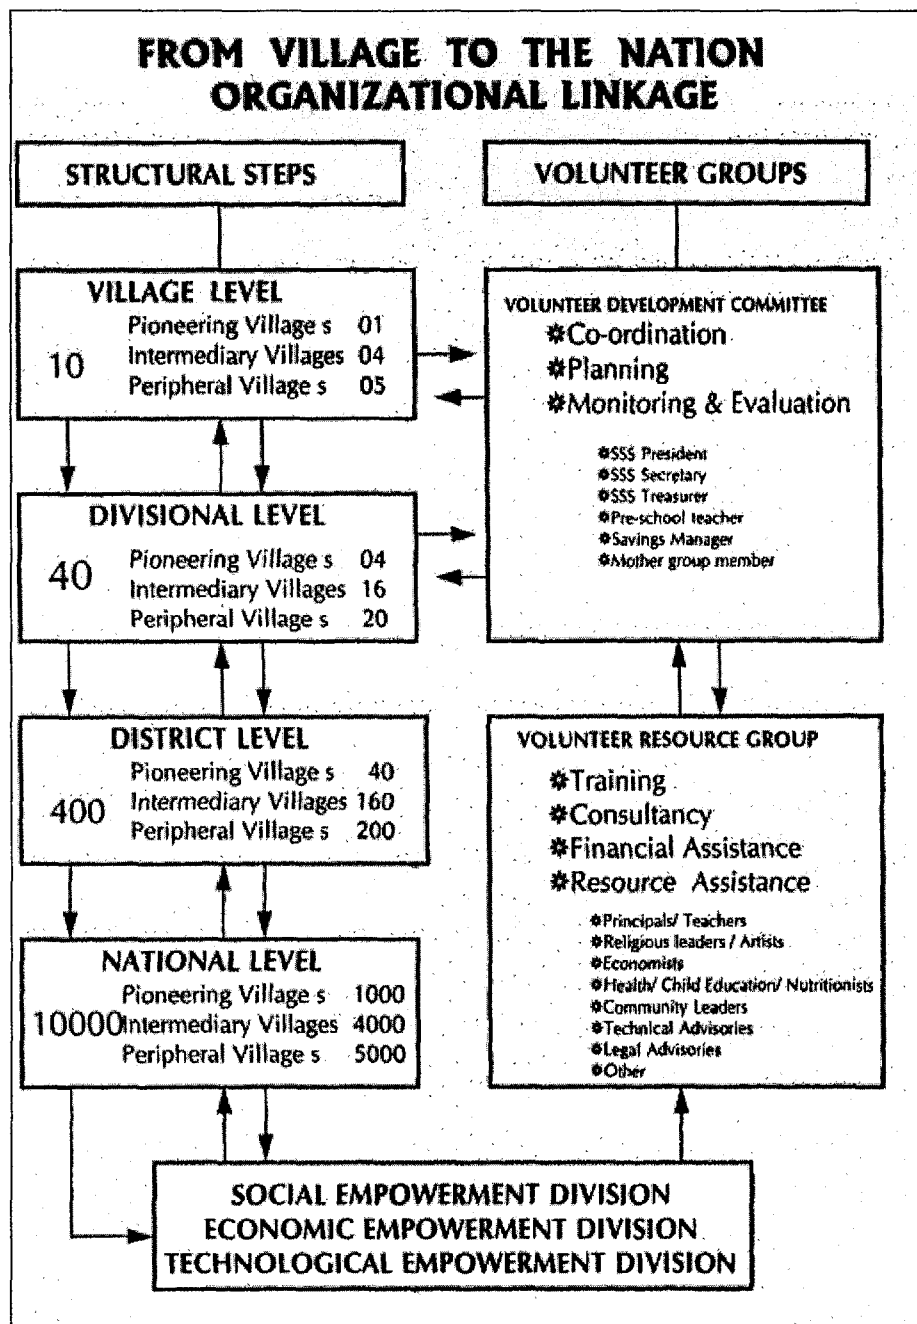 FROM VILLAGE TO THE NATION
ORGANIZATIONAL LINKAGE
STRUCTURAL STEPS
VILLAGE LEVEL
10
Pioneering Village s 01
Intermediary Villages 04
Peripheral Village s 05
DIVISIONAL LEVEL
40
Pioneering Village s 04
Intermediary Villages 16
Peripheral Village s 20
DISTRICT LEVEL
400
Pioneering Village s 40
Intermediary Villages 160
Peripheral Village s 200
NATIONAL LEVEL
10000
Pioneering Village s 1000
Intermediary Villages 4000
Peripheral Village s 5000
VOLUNTEER GROUPS
VOLUNTEER DEVELOPMENT COMMITTEE
✽Co-ordination
✽Planning
✽Monitoring & Evaluation
✽SSS President
✽SSS Secretary
✽SSS Treasurer
✽Pre-school teacher
✽Savings Manager
✽Mother group member
VOLUNTEER RESOURCE GROUP
✽Training
✽Consultancy
✽Financial Assistance
✽Resource Assistance
✽Principals/ Teachers
✽Religious leaders / Artists
✽Economists
✽Health/ Child Education/ Nutritionists
✽Community Leaders
✽Technical Advisories
✽Legal Advisories
✽Other
SOCIAL EMPOWERMENT DIVISION
ECONOMIC EMPOWERMENT DIVISION
TECHNOLOGICAL EMPOWERMENT DIVISION